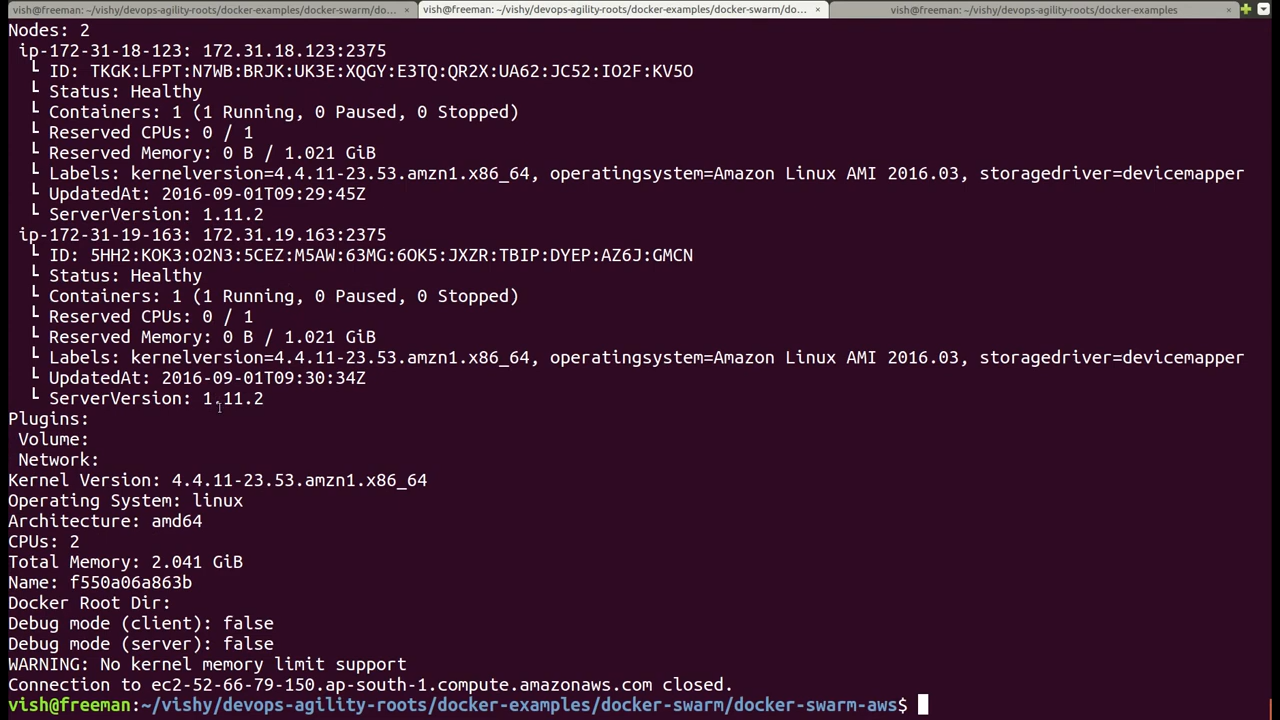 vish@freeman: ~/vishy/devops-agility-roots/docker-examples/docker-swarm/do... × vish@freeman: ~/vishy/devops-agility-roots/docker-examples/docker-swarm/do... × vish@freeman: ~/vishy/devops-agility-roots/docker-examples ×
Nodes: 2
ip-172-31-18-123: 172.31.18.123:2375
└ ID: TKGK:LFPT:N7WB:BRJK:UK3E:XQGY:E3TQ:QR2X:UA62:JC52:IO2F:KV5O
└ Status: Healthy
└ Containers: 1 (1 Running, 0 Paused, 0 Stopped)
└ Reserved CPUs: 0 / 1
└ Reserved Memory: 0 B / 1.021 GiB
└ Labels: kernelversion=4.4.11-23.53.amzn1.x86_64, operatingsystem=Amazon Linux AMI 2016.03, storagedriver=devicemapper
└ UpdatedAt: 2016-09-01T09:29:45Z
└ ServerVersion: 1.11.2
ip-172-31-19-163: 172.31.19.163:2375
└ ID: 5HH2:KOK3:O2N3:5CEZ:M5AW:63MG:6OK5:JXZR:TBIP:DYEP:AZ6J:GMCN
└ Status: Healthy
└ Containers: 1 (1 Running, 0 Paused, 0 Stopped)
└ Reserved CPUs: 0 / 1
└ Reserved Memory: 0 B / 1.021 GiB
└ Labels: kernelversion=4.4.11-23.53.amzn1.x86_64, operatingsystem=Amazon Linux AMI 2016.03, storagedriver=devicemapper
└ UpdatedAt: 2016-09-01T09:30:34Z
└ ServerVersion: 1.11.2
Plugins:
Volume:
Network:
Kernel Version: 4.4.11-23.53.amzn1.x86_64
Operating System: linux
Architecture: amd64
CPUs: 2
Total Memory: 2.041 GiB
Name: f550a06a863b
Docker Root Dir:
Debug mode (client): false
Debug mode (server): false
WARNING: No kernel memory limit support
Connection to ec2-52-66-79-150.ap-south-1.compute.amazonaws.com closed.
vish@freeman:~/vishy/devops-agility-roots/docker-examples/docker-swarm/docker-swarm-aws$